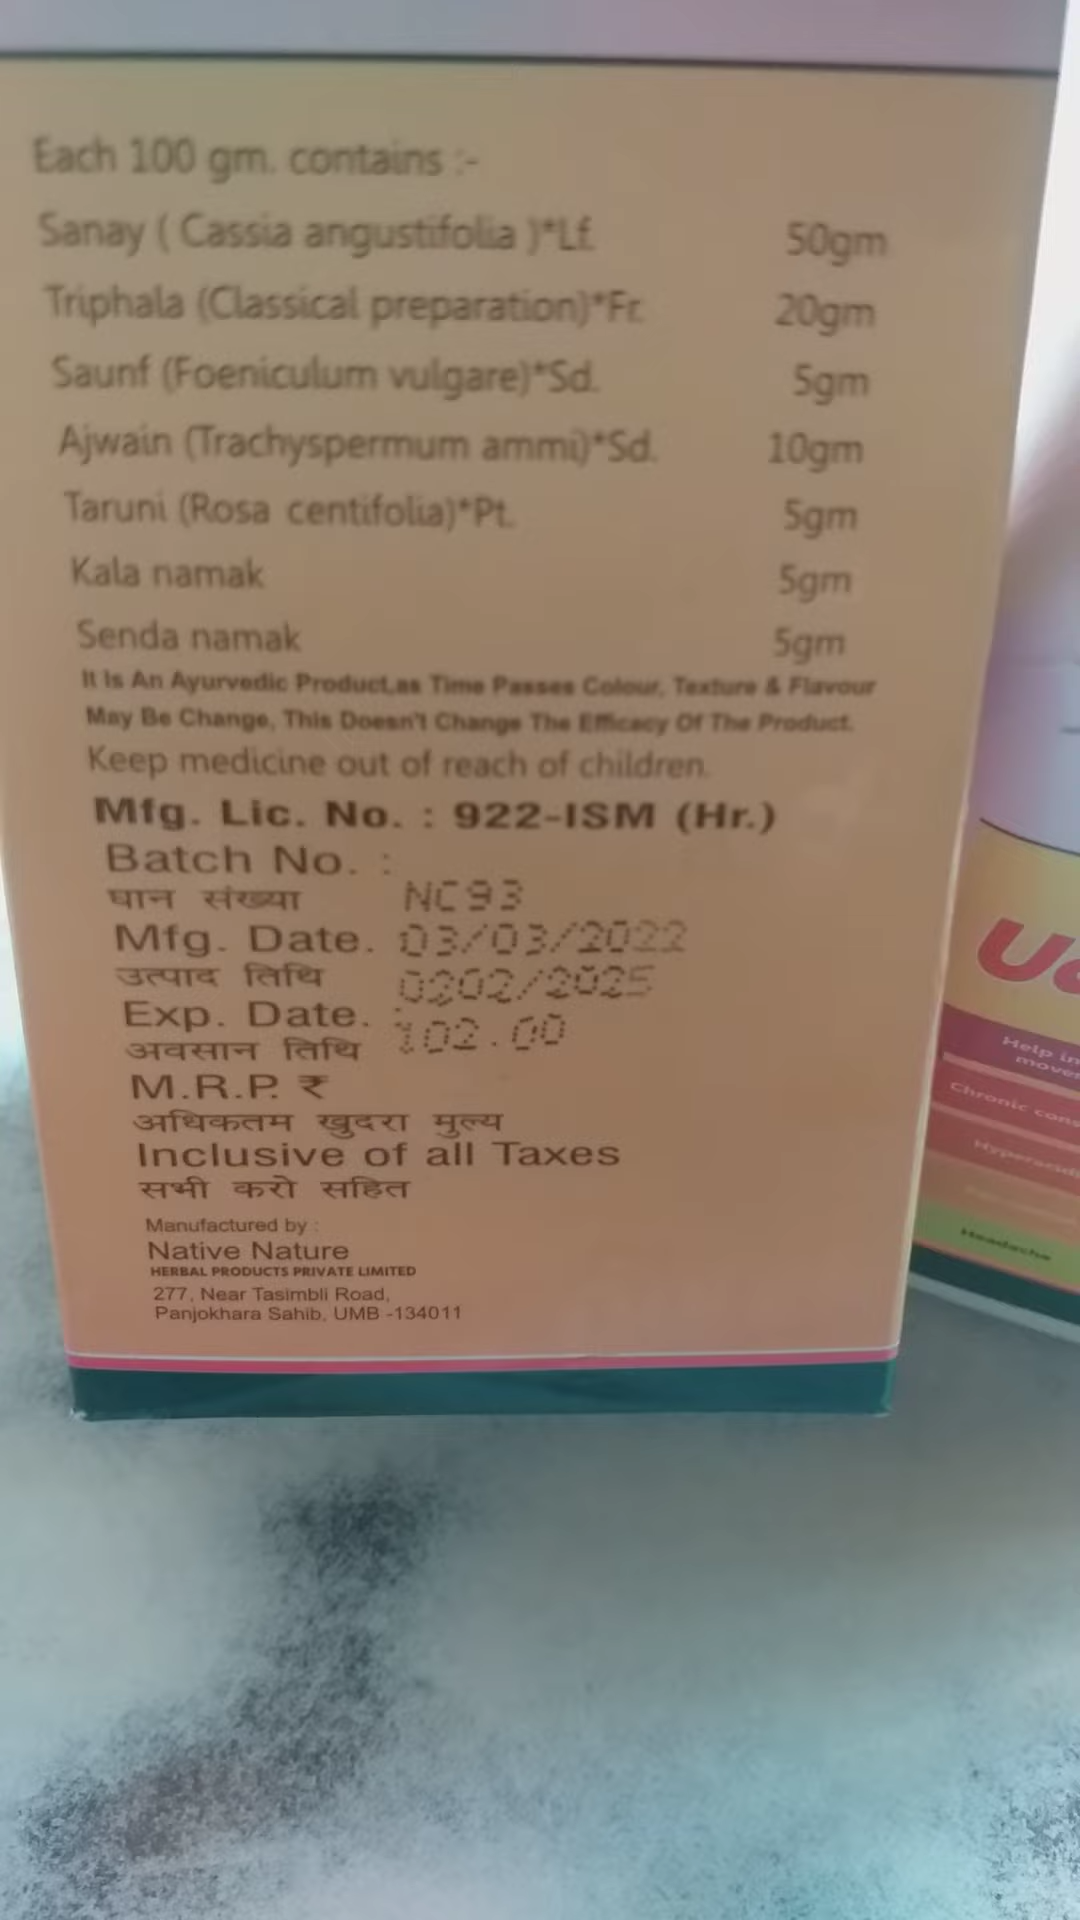 Each 100 gm. contains :-
Sanay ( Cassia angustifolia )*Lf. 50gm
Triphala (Classical preparation)*Fr. 20gm
Saunf (Foeniculum vulgare)*Sd. 5gm
Ajwain (Trachyspermum ammi)*Sd. 10gm
Taruni (Rosa centifolia)*Pt. 5gm
Kala namak 5gm
Senda namak 5gm
It Is An Ayurvedic Product,as Time Passes Colour, Texture & Flavour
May Be Change, This Doesn't Change The Efficacy Of The Product.
Keep medicine out of reach of children.
Mfg. Lic. No. : 922-ISM (Hr.)
Batch No. :
घान संख्या NC93
Mfg. Date. 03/03/2022
उत्पाद तिथि 0202/2025
Exp. Date.
अवसान तिथि 102.00
M.R.P. ₹
अधिकतम खुदरा मुल्य
Inclusive of all Taxes
सभी करो सहित
Manufactured by :
Native Nature
HERBAL PRODUCTS PRIVATE LIMITED
277, Near Tasimbli Road,
Panjokhara Sahib, UMB -134011
Help in
Chronic
Headache